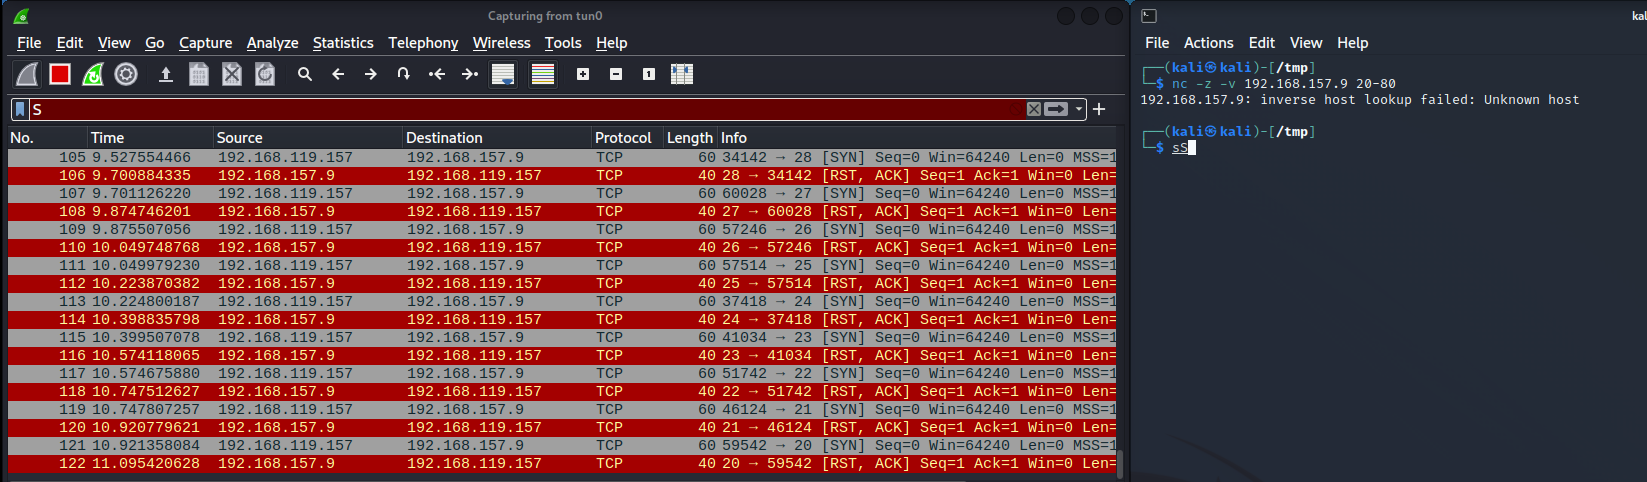 Capturing from tun0
File Edit View Go Capture Analyze Statistics Telephony Wireless Tools Help
S
No. Time Source Destination Protocol Length Info
105 9.527554466 192.168.119.157 192.168.157.9 TCP 60 34142 → 28 [SYN] Seq=0 Win=64240 Len=0 MSS=1
106 9.700884335 192.168.157.9 192.168.119.157 TCP 40 28 → 34142 [RST, ACK] Seq=1 Ack=1 Win=0 Len=
107 9.701126220 192.168.119.157 192.168.157.9 TCP 60 60028 → 27 [SYN] Seq=0 Win=64240 Len=0 MSS=1
108 9.874746201 192.168.157.9 192.168.119.157 TCP 40 27 → 60028 [RST, ACK] Seq=1 Ack=1 Win=0 Len=
109 9.875507056 192.168.119.157 192.168.157.9 TCP 60 57246 → 26 [SYN] Seq=0 Win=64240 Len=0 MSS=1
110 10.049748768 192.168.157.9 192.168.119.157 TCP 40 26 → 57246 [RST, ACK] Seq=1 Ack=1 Win=0 Len=
111 10.049979230 192.168.119.157 192.168.157.9 TCP 60 57514 → 25 [SYN] Seq=0 Win=64240 Len=0 MSS=1
112 10.223870382 192.168.157.9 192.168.119.157 TCP 40 25 → 57514 [RST, ACK] Seq=1 Ack=1 Win=0 Len=
113 10.224800187 192.168.119.157 192.168.157.9 TCP 60 37418 → 24 [SYN] Seq=0 Win=64240 Len=0 MSS=1
114 10.398835798 192.168.157.9 192.168.119.157 TCP 40 24 → 37418 [RST, ACK] Seq=1 Ack=1 Win=0 Len=
115 10.399507078 192.168.119.157 192.168.157.9 TCP 60 41034 → 23 [SYN] Seq=0 Win=64240 Len=0 MSS=1
116 10.574118065 192.168.157.9 192.168.119.157 TCP 40 23 → 41034 [RST, ACK] Seq=1 Ack=1 Win=0 Len=
117 10.574675880 192.168.119.157 192.168.157.9 TCP 60 51742 → 22 [SYN] Seq=0 Win=64240 Len=0 MSS=1
118 10.747512627 192.168.157.9 192.168.119.157 TCP 40 22 → 51742 [RST, ACK] Seq=1 Ack=1 Win=0 Len=
119 10.747807257 192.168.119.157 192.168.157.9 TCP 60 46124 → 21 [SYN] Seq=0 Win=64240 Len=0 MSS=1
120 10.920779621 192.168.157.9 192.168.119.157 TCP 40 21 → 46124 [RST, ACK] Seq=1 Ack=1 Win=0 Len=
121 10.921358084 192.168.119.157 192.168.157.9 TCP 60 59542 → 20 [SYN] Seq=0 Win=64240 Len=0 MSS=1
122 11.095420628 192.168.157.9 192.168.119.157 TCP 40 20 → 59542 [RST, ACK] Seq=1 Ack=1 Win=0 Len=
kal
File Actions Edit View Help
┌──(kali㉿kali)-[/tmp]
└─$ nc -z -v 192.168.157.9 20-80
192.168.157.9: inverse host lookup failed: Unknown host
┌──(kali㉿kali)-[/tmp]
└─$ sS